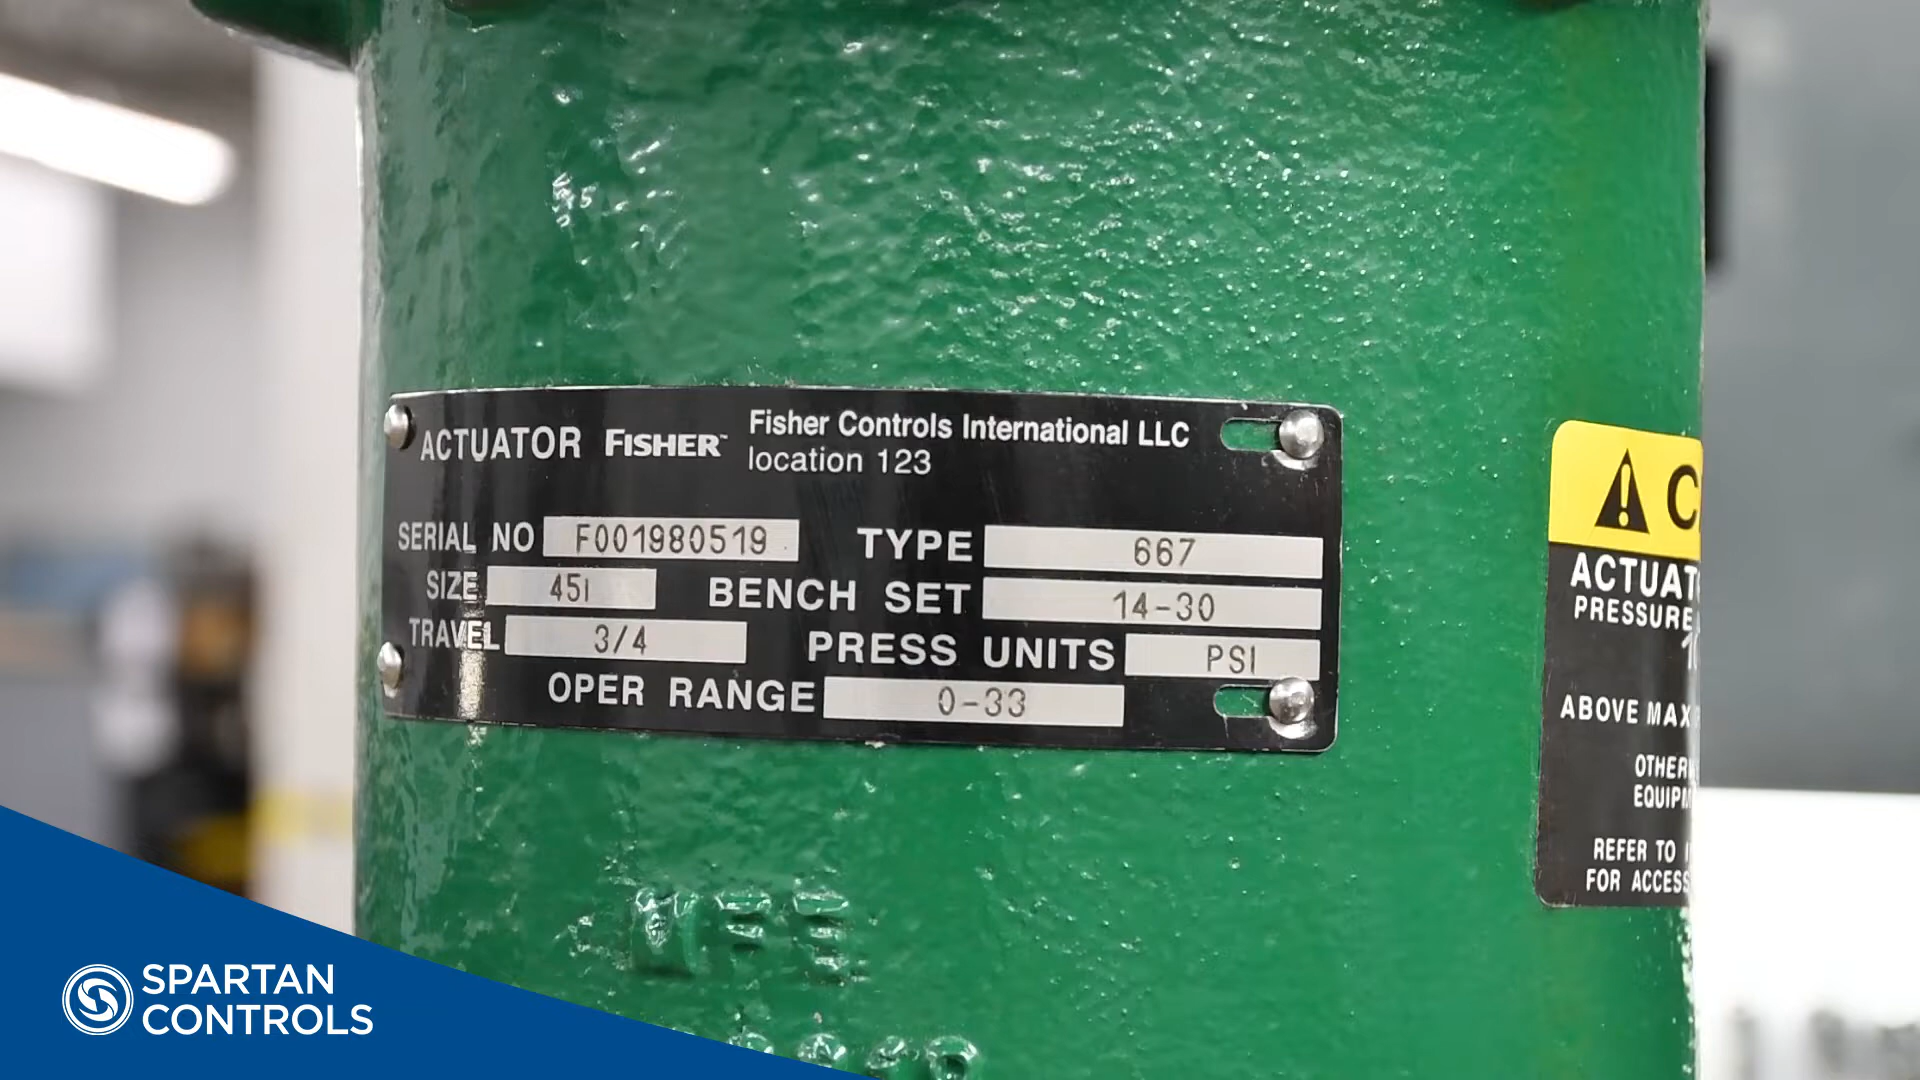 ACTUATOR FISHER™ Fisher Controls International LLC
location 123
SERIAL NO F001980519 TYPE 667
SIZE 45i BENCH SET 14-30
TRAVEL 3/4 PRESS UNITS PSI
OPER RANGE 0-33
ACTUAT
PRESSURE
ABOVE MAX
OTHER
EQUIP
REFER TO
FOR ACCESS
SPARTAN
CONTROLS